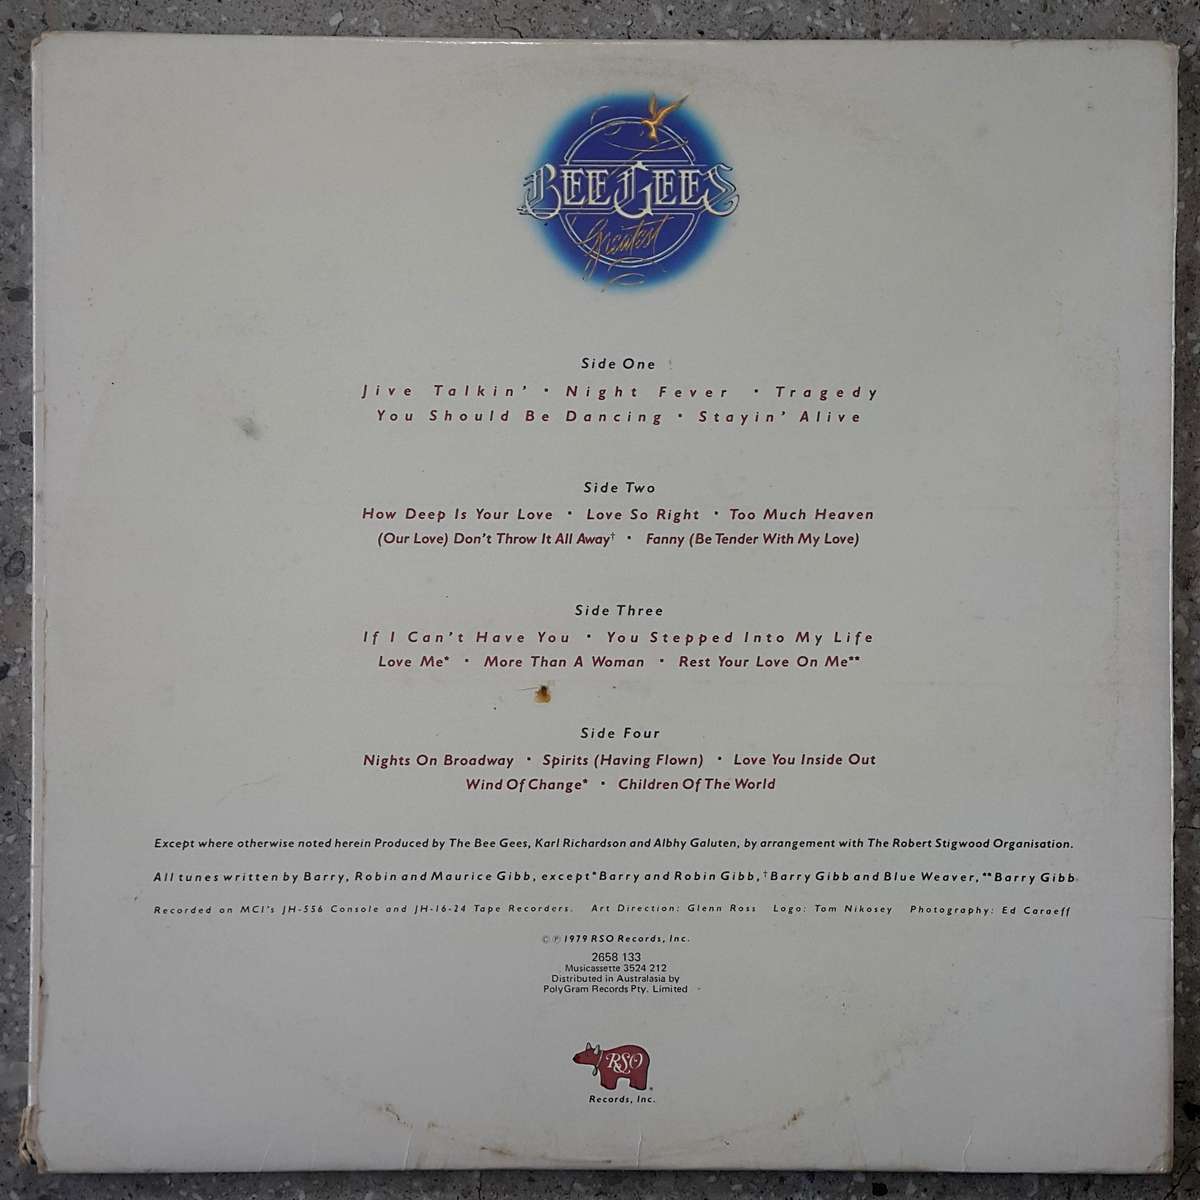 BEE GEES
Greatest
Side One
Jive Talkin' • Night Fever • Tragedy
You Should Be Dancing • Stayin' Alive
Side Two
How Deep Is Your Love • Love So Right • Too Much Heaven
(Our Love) Don't Throw It All Away† • Fanny (Be Tender With My Love)
Side Three
If I Can't Have You • You Stepped Into My Life
Love Me* • More Than A Woman • Rest Your Love On Me**
Side Four
Nights On Broadway • Spirits (Having Flown) • Love You Inside Out
Wind Of Change* • Children Of The World
Except where otherwise noted herein Produced by The Bee Gees, Karl Richardson and Albhy Galuten, by arrangement with The Robert Stigwood Organisation.
All tunes written by Barry, Robin and Maurice Gibb, except *Barry and Robin Gibb, †Barry Gibb and Blue Weaver, **Barry Gibb
Recorded on MCI's JH-556 Console and JH-16-24 Tape Recorders. Art Direction: Glenn Ross Logo: Tom Nikosey Photography: Ed Caraeff
© ℗ 1979 RSO Records, Inc.
2658 133
Musicassette 3524 212
Distributed in Australasia by
PolyGram Records Pty. Limited
RSO
Records, Inc.